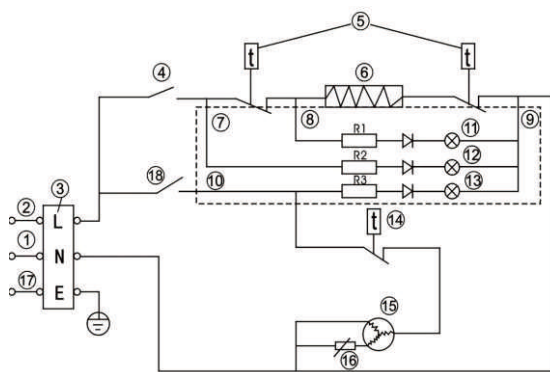 ⑤
t
t
④
⑥
⑦
⑧
⑨
R1
⑪
R2
⑫
⑱
⑩
R3
⑬
③
②
L
t
⑭
①
N
⑰
E
⑮
⑯